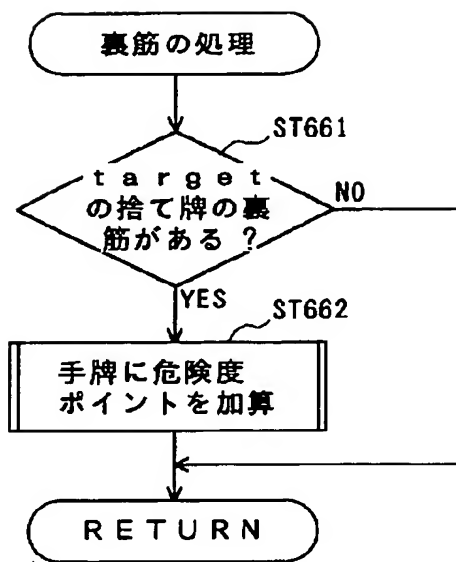 裏筋の処理
ST661
target
の捨て牌の裏
筋がある ?
NO
YES
ST662
手牌に危険度
ポイントを加算
RETURN